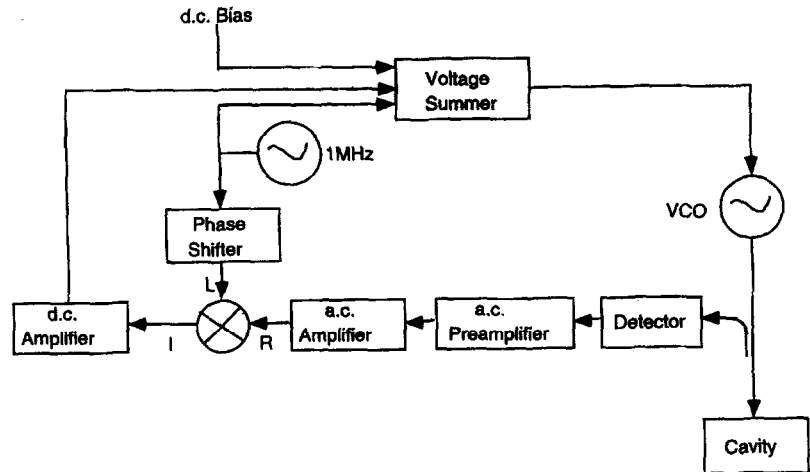 d.c. Bias
Voltage
Summer
1MHz
VCO
Phase
Shifter
L
d.c.
Amplifier
I
R
a.c.
Amplifier
a.c.
Preamplifier
Detector
Cavity